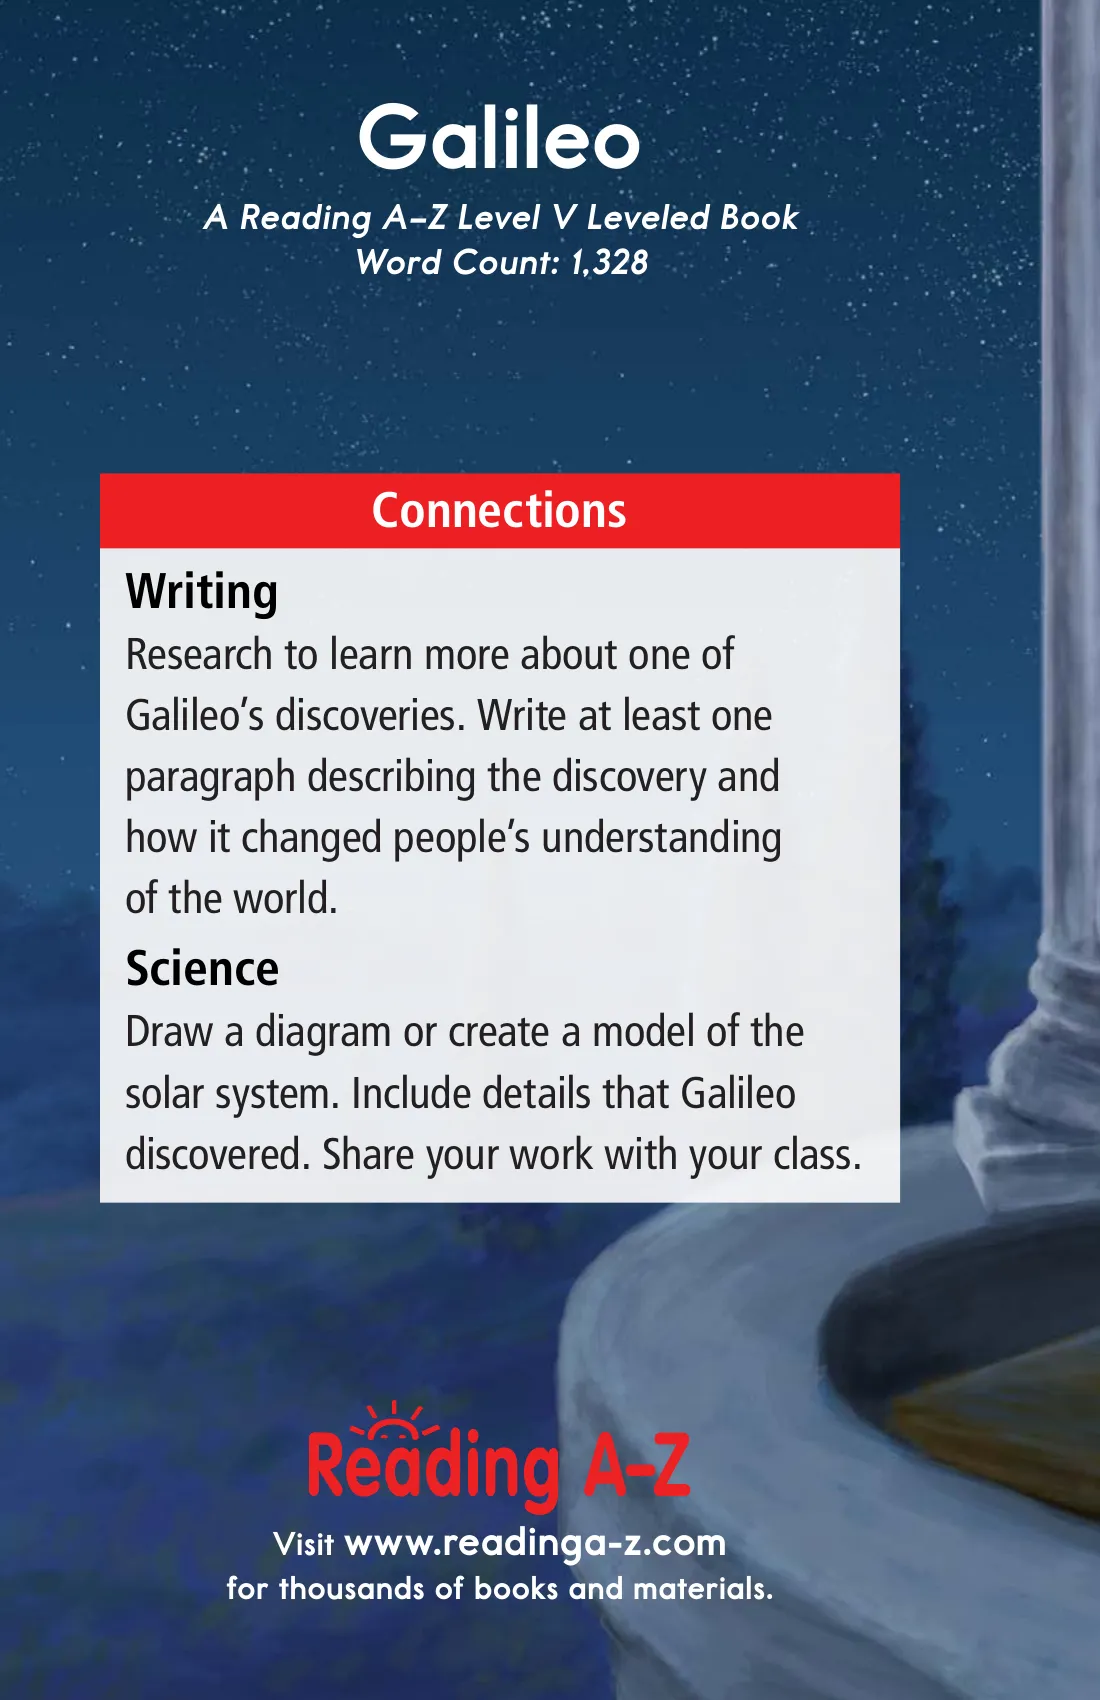 Galileo
A Reading A–Z Level V Leveled Book
Word Count: 1,328
Connections
Writing
Research to learn more about one of
Galileo’s discoveries. Write at least one
paragraph describing the discovery and
how it changed people’s understanding
of the world.
Science
Draw a diagram or create a model of the
solar system. Include details that Galileo
discovered. Share your work with your class.
Reading A-Z
Visit www.readinga-z.com
for thousands of books and materials.